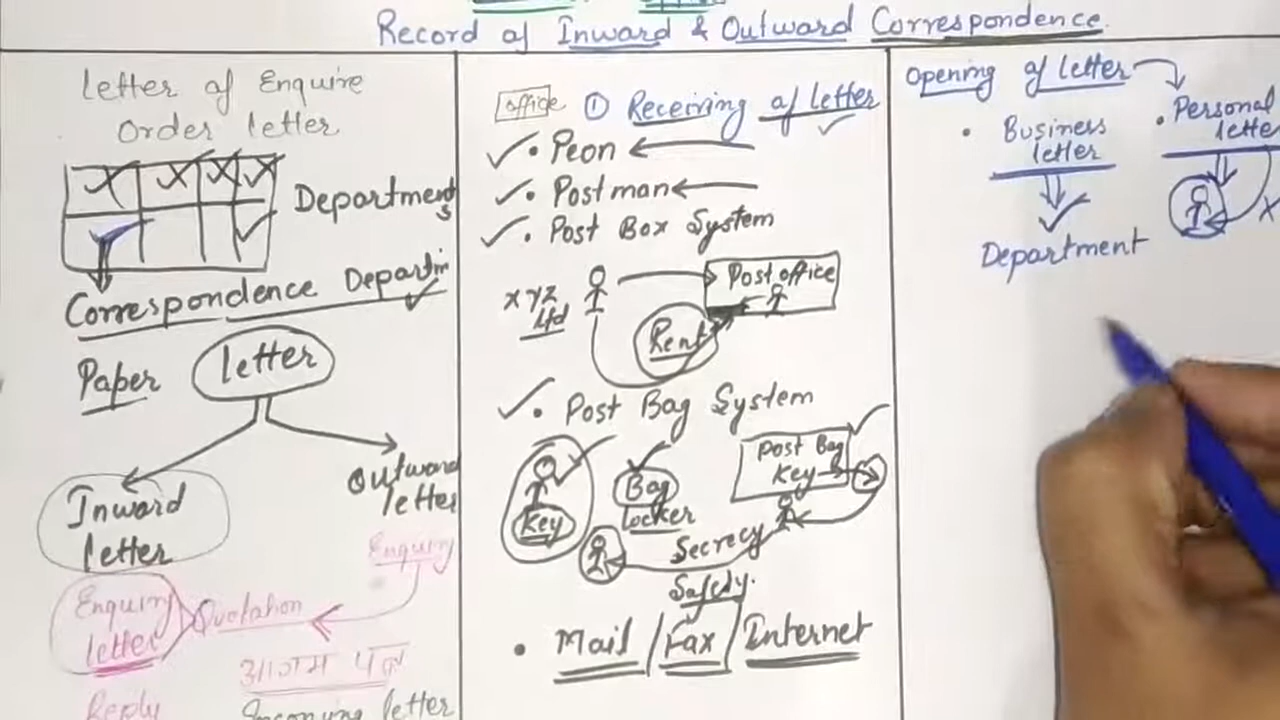 Record of Inward & Outward Correspondence.
letter of Enquire
Order letter
Departments
Correspondence Departm
Paper
letter
Inward letter
Outward letter
Enquiry
Enquiry letter
Quotation
आगम पत्र
Reply
Incoming letter
office ① Receiving of letter
• Peon
• Postman
• Post Box System
xyz Ltd
Post office
Rent
• Post Bag System
Key
Bag
Locker
Post Bag
Key
Secrecy
Safety.
• Mail / Fax / Internet
Opening of letter
• Business letter
Department
• Personal letter